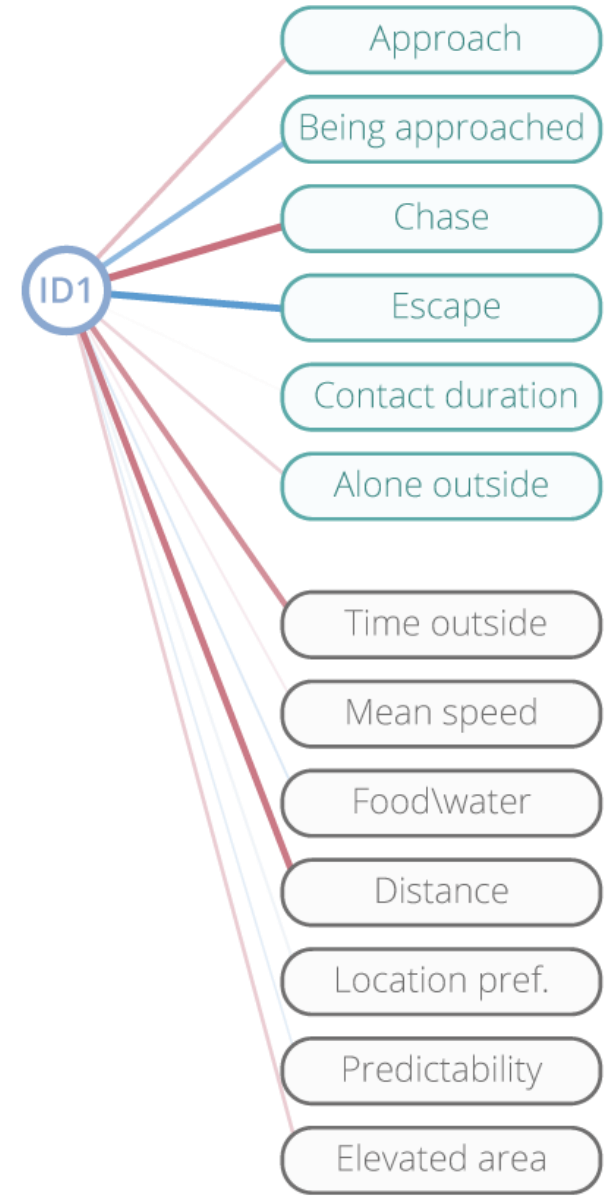 Approach
Being approached
Chase
ID1
Escape
Contact duration
Alone outside
Time outside
Mean speed
Food\water
Distance
Location pref.
Predictability
Elevated area